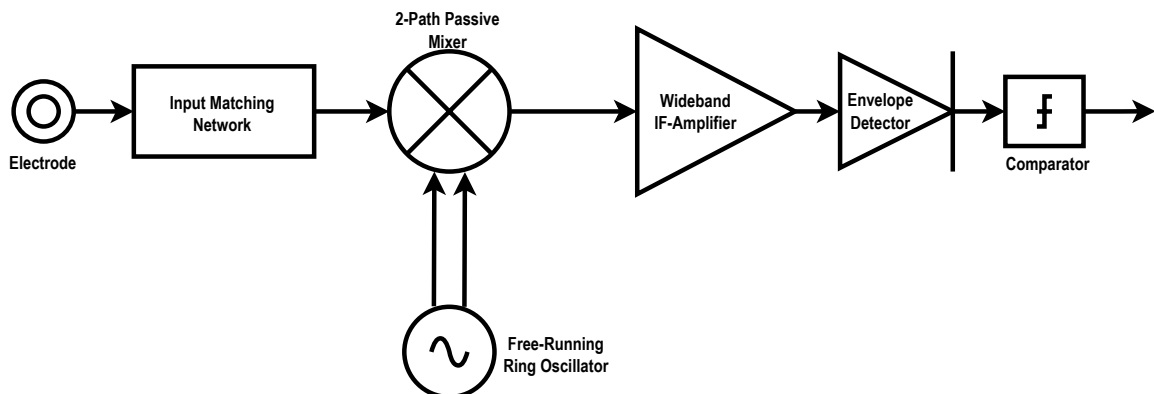 2-Path Passive
Mixer
Electrode
Input Matching
Network
Wideband
IF-Amplifier
Envelope
Detector
Comparator
Free-Running
Ring Oscillator